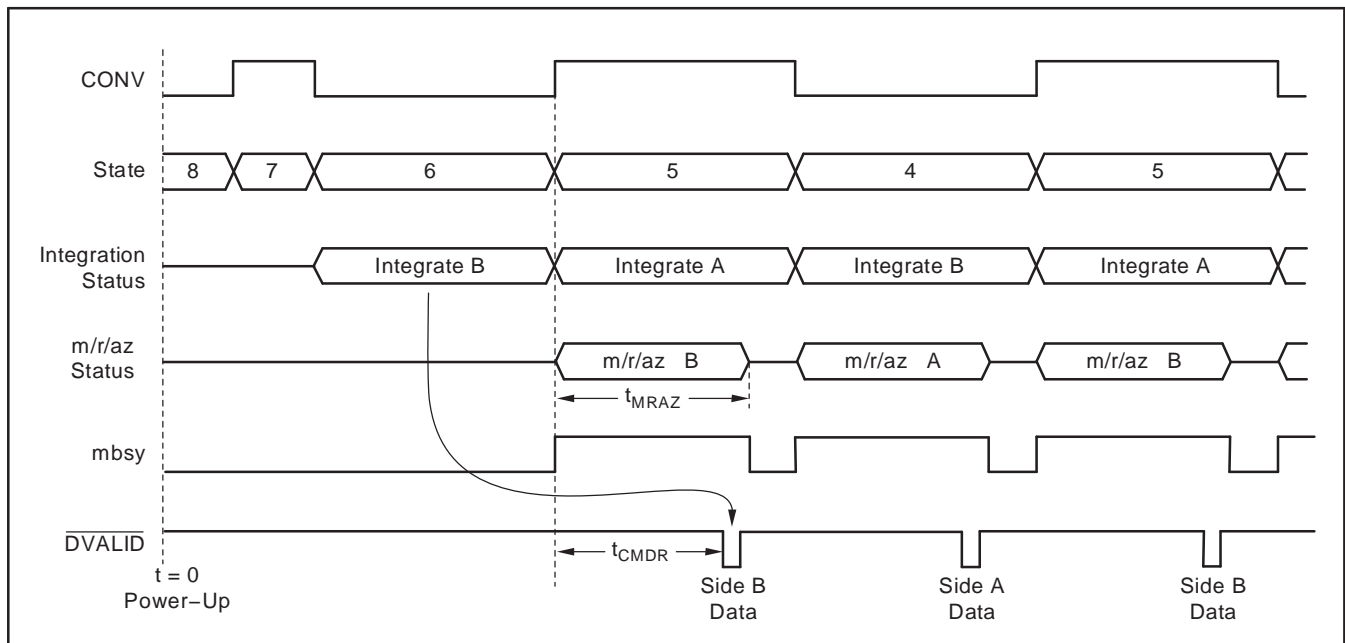 CONV
State
8 7 6 5 4 5
Integration
Status
Integrate B Integrate A Integrate B Integrate A
m/r/az
Status
m/r/az B m/r/az A m/r/az B
tMRAZ
mbsy
DVALID
tCMDR
t = 0
Power−Up
Side B
Data
Side A
Data
Side B
Data